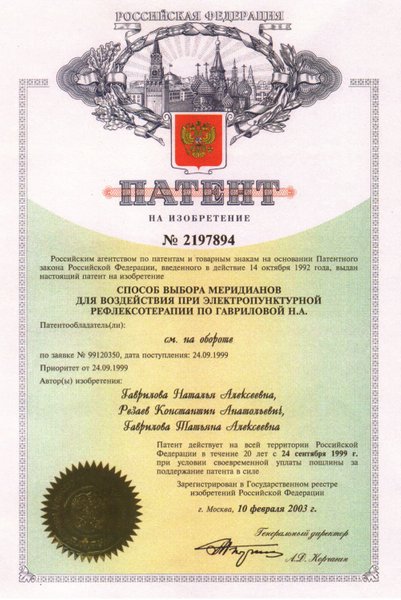 РОССИЙСКАЯ ФЕДЕРАЦИЯ
ПАТЕНТ
НА ИЗОБРЕТЕНИЕ
№ 2197894
Российским агентством по патентам и товарным знакам на основании Патентного
закона Российской Федерации, введенного в действие 14 октября 1992 года, выдан
настоящий патент на изобретение
СПОСОБ ВЫБОРА МЕРИДИАНОВ
ДЛЯ ВОЗДЕЙСТВИЯ ПРИ ЭЛЕКТРОПУНКТУРНОЙ
РЕФЛЕКСОТЕРАПИИ ПО ГАВРИЛОВОЙ Н.А.
Патентообладатель(ли):
см. на обороте
по заявке № 99120350, дата поступления: 24.09.1999
Приоритет от 24.09.1999
Автор(ы) изобретения:
Гаврилова Наталья Алексеевна,
Резаев Константин Анатольевич,
Гаврилова Татьяна Алексеевна
Патент действует на всей территории Российской
Федерации в течение 20 лет с 24 сентября 1999 г.
при условии своевременной уплаты пошлины за
поддержание патента в силе
Зарегистрирован в Государственном реестре
изобретений Российской Федерации
г. Москва, 10 февраля 2003 г.
Генеральный директор
А.Д. Корчагин